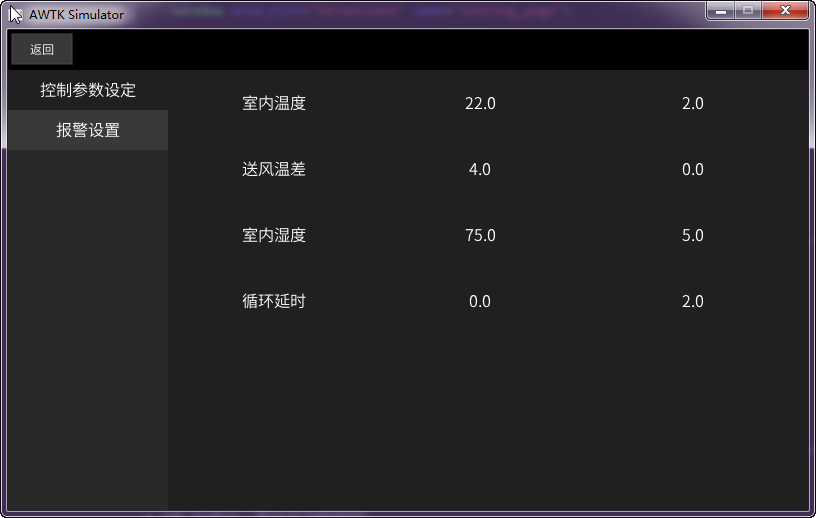 AWTK Simulator
返回
控制参数设定
报警设置
室内温度 22.0 2.0
送风温差 4.0 0.0
室内湿度 75.0 5.0
循环延时 0.0 2.0